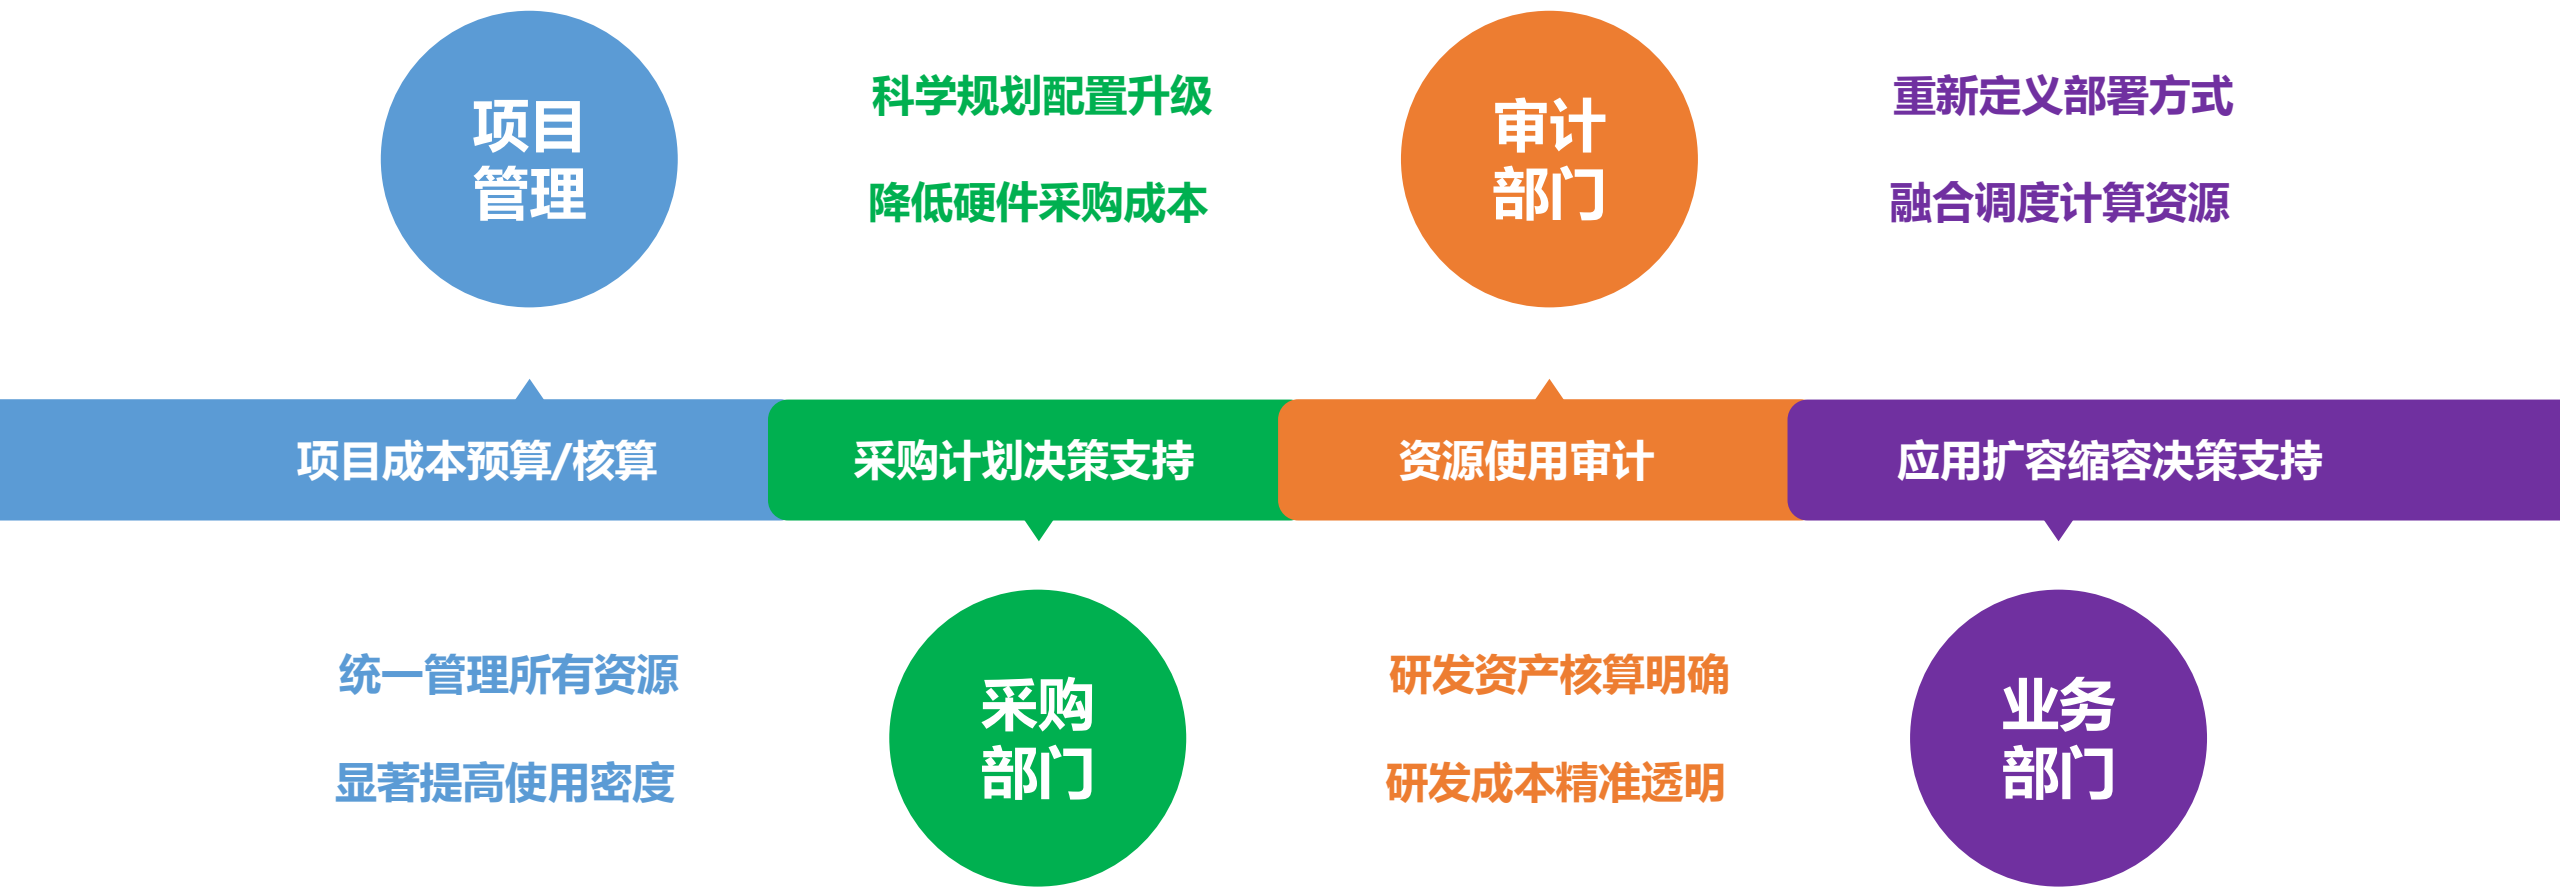 项目
管理
科学规划配置升级
降低硬件采购成本
审计
部门
重新定义部署方式
融合调度计算资源
项目成本预算/核算
采购计划决策支持
资源使用审计
应用扩容缩容决策支持
统一管理所有资源
显著提高使用密度
采购
部门
研发资产核算明确
研发成本精准透明
业务
部门